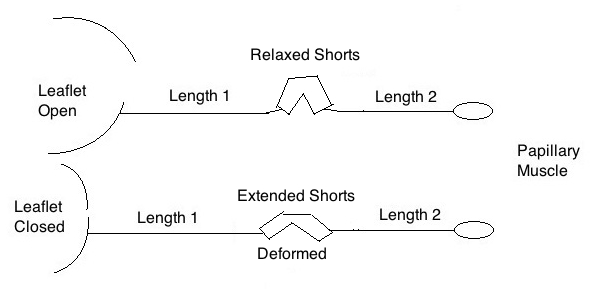 Relaxed Shorts
Leaflet
Open
Length 1
Length 2
Papillary
Muscle
Leaflet
Closed
Extended Shorts
Length 1
Length 2
Deformed